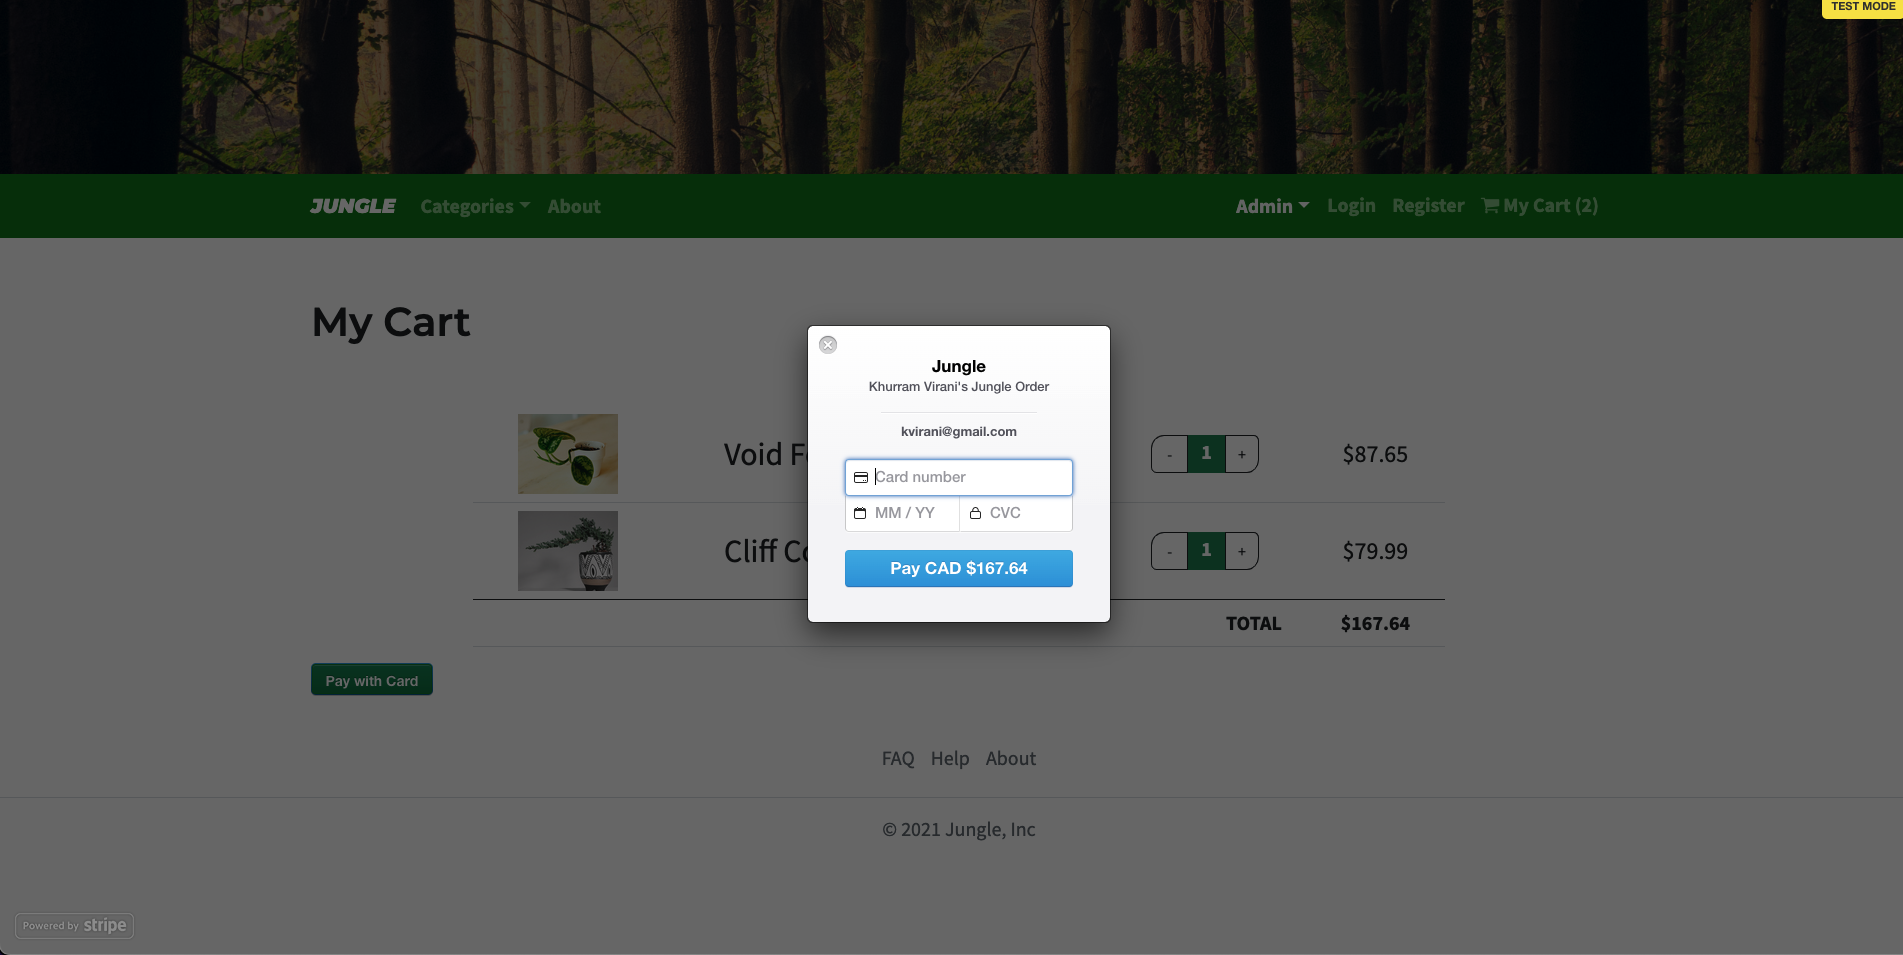 TEST MODE
JUNGLE Categories About Admin Login Register My Cart (2)
My Cart
Jungle
Khurram Virani's Jungle Order
kvirani@gmail.com
Card number
MM / YY CVC
Pay CAD $167.64
Void - 1 + $87.65
Cliff - 1 + $79.99
TOTAL $167.64
Pay with Card
FAQ Help About
© 2021 Jungle, Inc
Powered by stripe